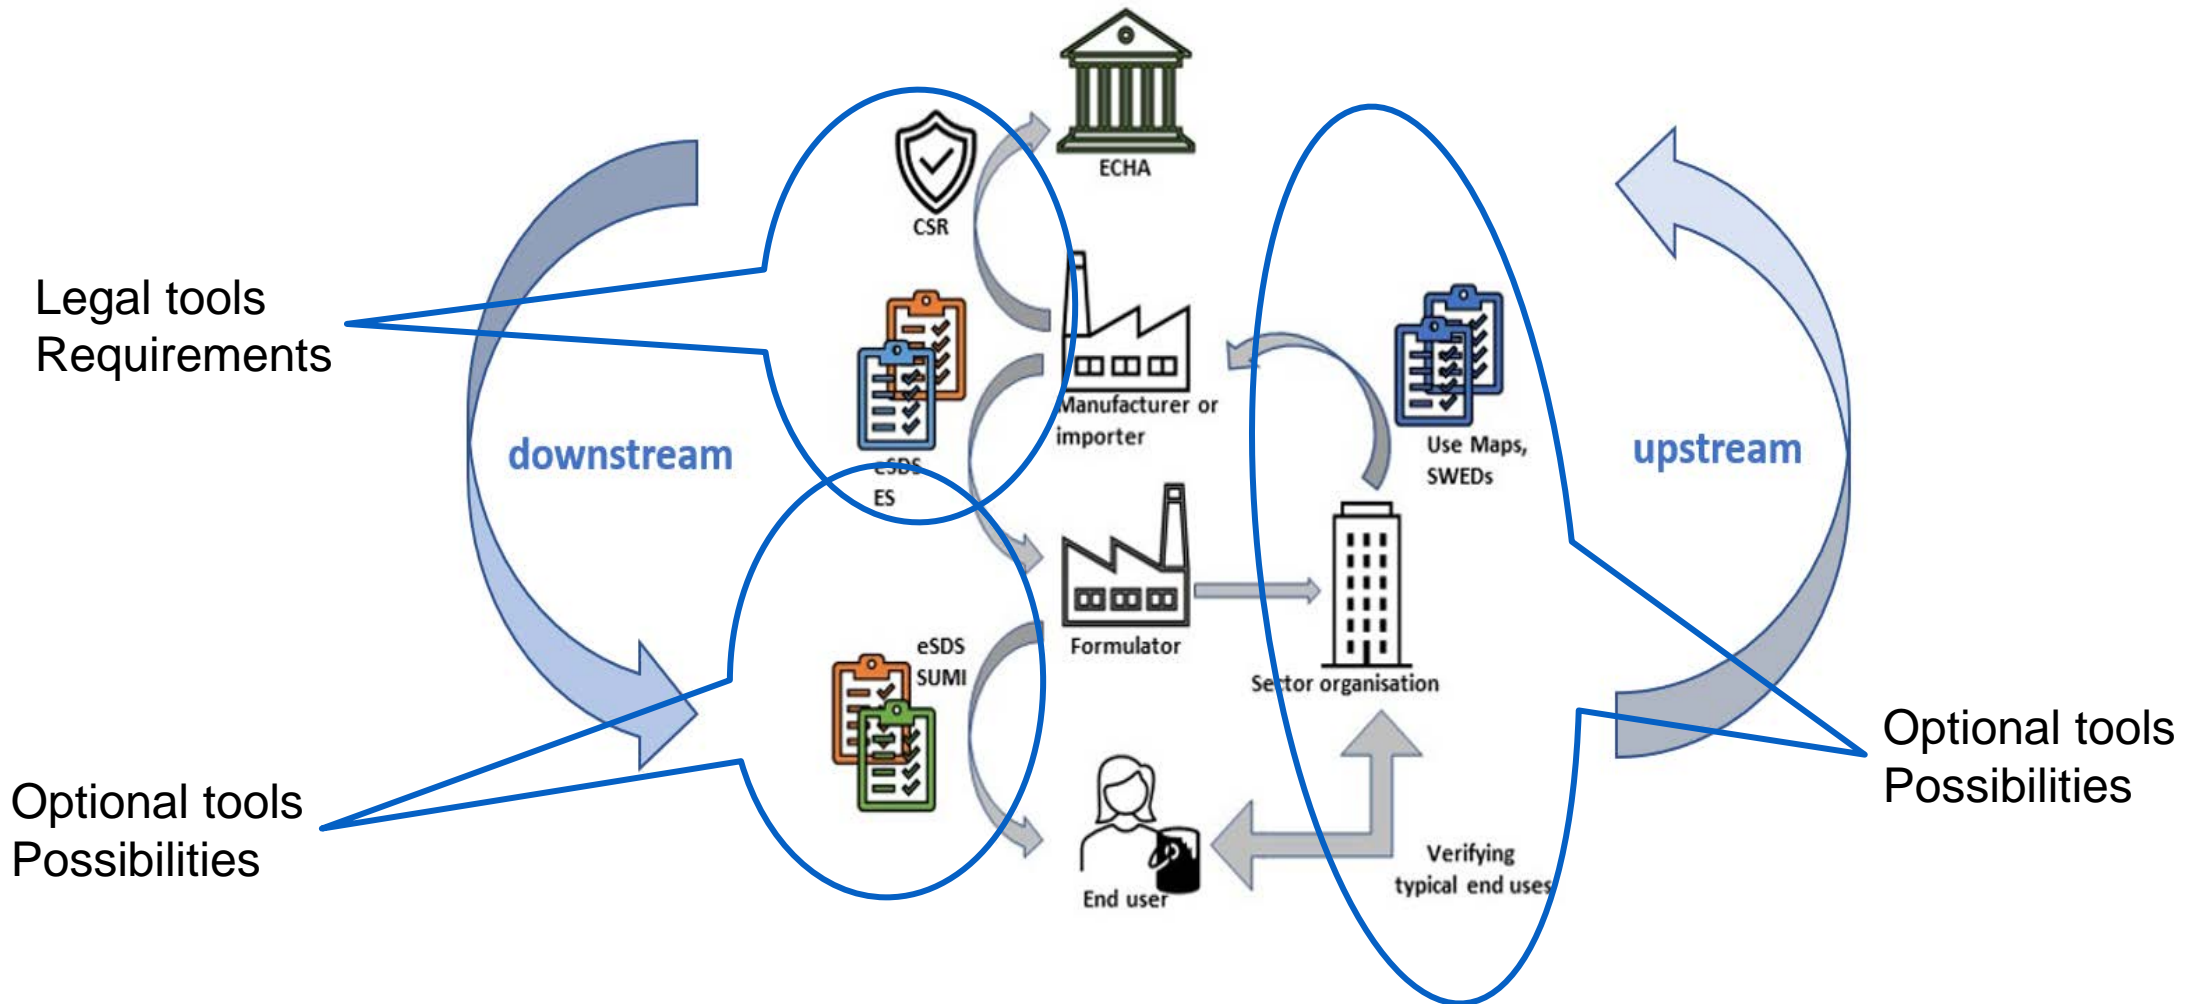 ECHA
CSR
Legal tools
Requirements
Manufacturer or
importer
downstream
eSDS
ES
Use Maps,
SWEDs
upstream
Formulator
eSDS
SUMI
Sector organisation
Optional tools
Possibilities
Optional tools
Possibilities
End user
Verifying
typical end uses